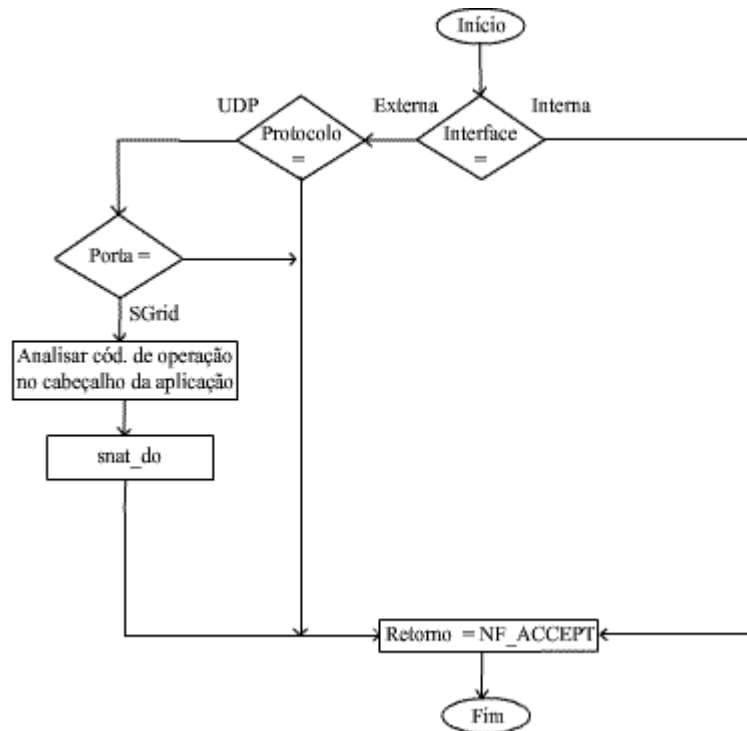 Início
UDP
Externa
Interna
Protocolo
=
Interface
=
Porta =
SGrid
Analisar cód. de operação
no cabeçalho da aplicação
snat_do
Retorno = NF_ACCEPT
Fim